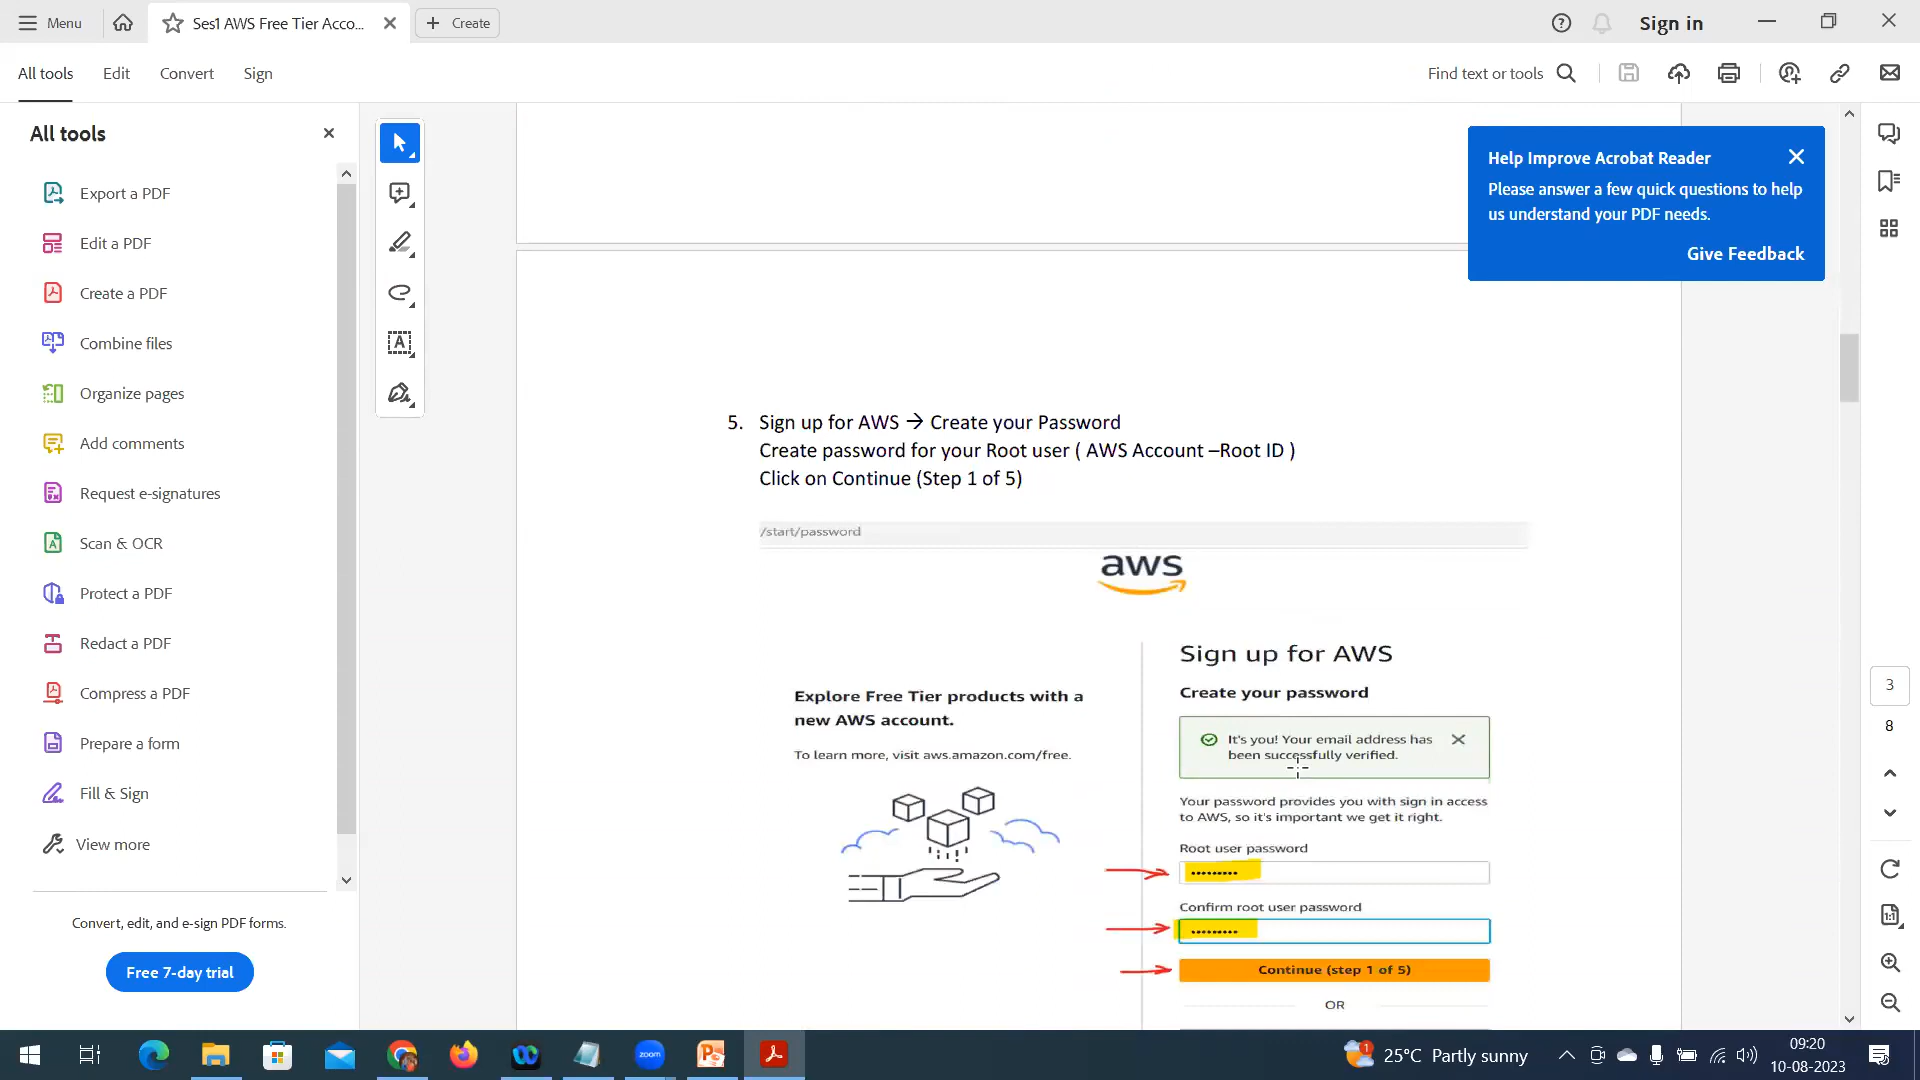 Menu
Ses1 AWS Free Tier Acco...
Create
Sign in
All tools
Edit
Convert
Sign
Find text or tools
All tools
Export a PDF
Edit a PDF
Create a PDF
Combine files
Organize pages
Add comments
Request e-signatures
Scan & OCR
Protect a PDF
Redact a PDF
Compress a PDF
Prepare a form
Fill & Sign
View more
Convert, edit, and e-sign PDF forms.
Free 7-day trial
Help Improve Acrobat Reader
Please answer a few quick questions to help
us understand your PDF needs.
Give Feedback
5. Sign up for AWS → Create your Password
Create password for your Root user ( AWS Account –Root ID )
Click on Continue (Step 1 of 5)
/start/password
aws
Explore Free Tier products with a
new AWS account.
To learn more, visit aws.amazon.com/free.
Sign up for AWS
Create your password
It's you! Your email address has
been successfully verified.
Your password provides you with sign in access
to AWS, so it's important we get it right.
Root user password
•••••••••
Confirm root user password
•••••••••
Continue (step 1 of 5)
OR
3
8
1:1
zoom
1
25°C Partly sunny
09:20
10-08-2023